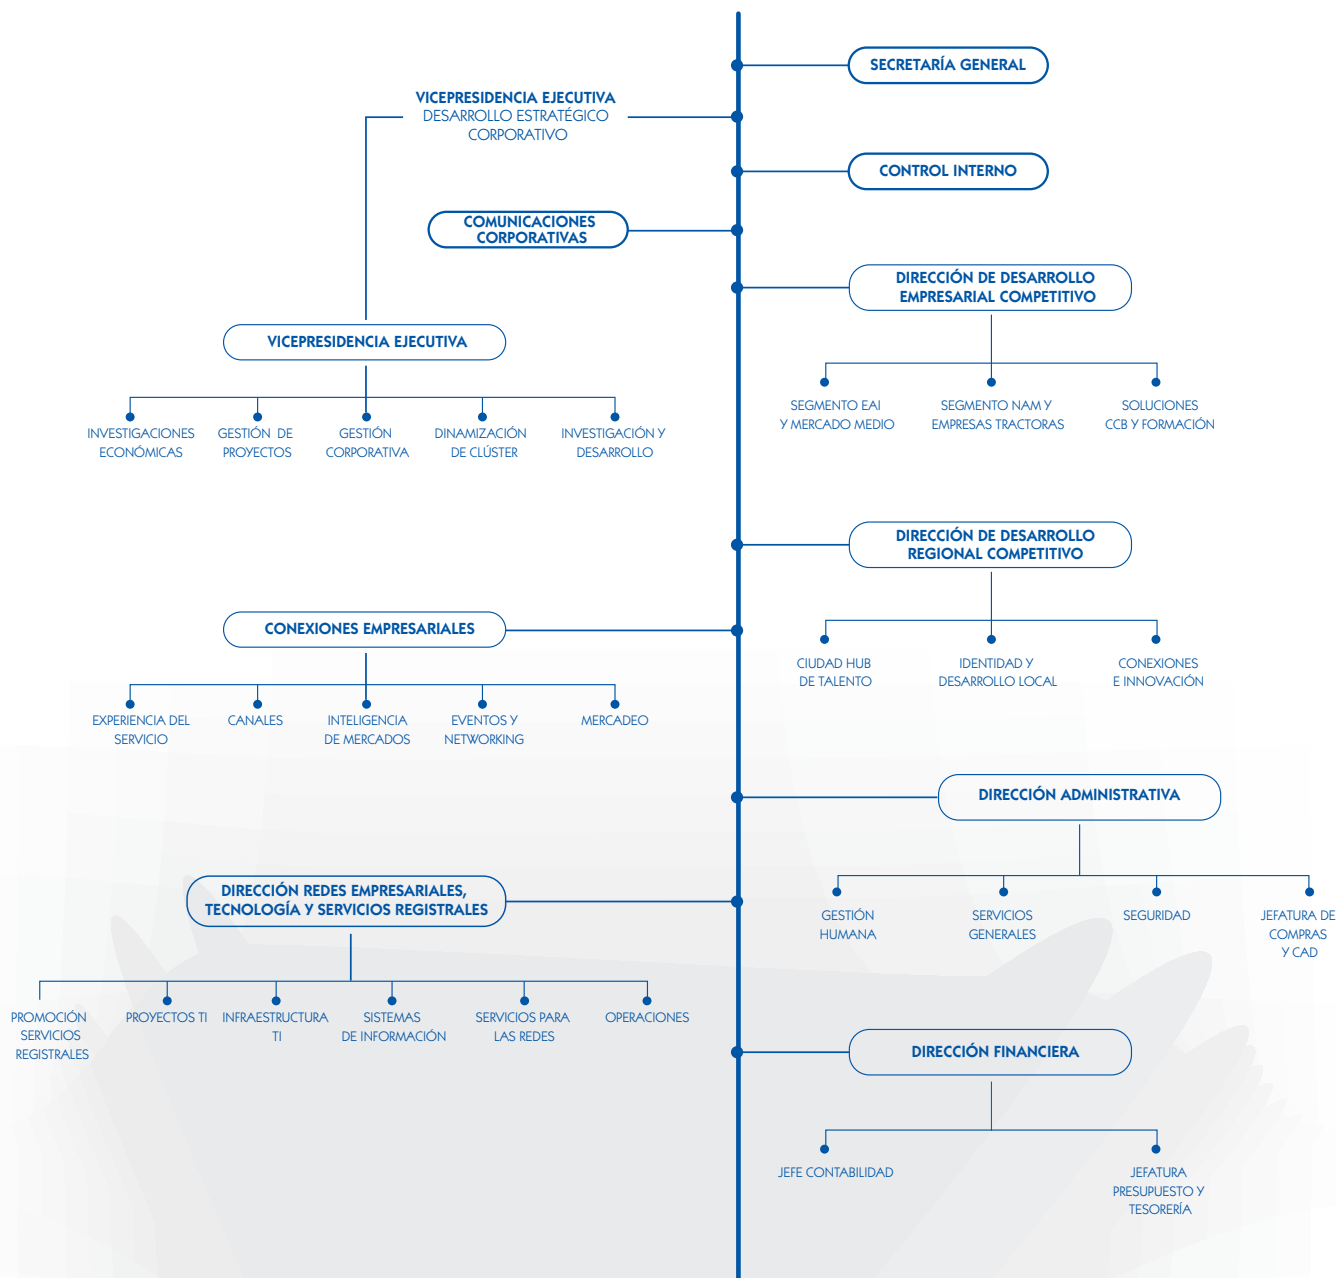 SECRETARÍA GENERAL
VICEPRESIDENCIA EJECUTIVA
DESARROLLO ESTRATÉGICO
CORPORATIVO
CONTROL INTERNO
COMUNICACIONES
CORPORATIVAS
DIRECCIÓN DE DESARROLLO
EMPRESARIAL COMPETITIVO
SEGMENTO EAI
Y MERCADO MEDIO
SEGMENTO NAM Y
EMPRESAS TRACTORAS
SOLUCIONES
CCB Y FORMACIÓN
VICEPRESIDENCIA EJECUTIVA
INVESTIGACIONES
ECONÓMICAS
GESTIÓN DE
PROYECTOS
GESTIÓN
CORPORATIVA
DINAMIZACIÓN
DE CLÚSTER
INVESTIGACIÓN Y
DESARROLLO
DIRECCIÓN DE DESARROLLO
REGIONAL COMPETITIVO
CIUDAD HUB
DE TALENTO
IDENTIDAD Y
DESARROLLO LOCAL
CONEXIONES
E INNOVACIÓN
CONEXIONES EMPRESARIALES
EXPERIENCIA DEL
SERVICIO
CANALES
INTELIGENCIA
DE MERCADOS
EVENTOS Y
NETWORKING
MERCADEO
DIRECCIÓN ADMINISTRATIVA
GESTIÓN
HUMANA
SERVICIOS
GENERALES
SEGURIDAD
JEFATURA DE
COMPRAS
Y CAD
DIRECCIÓN REDES EMPRESARIALES,
TECNOLOGÍA Y SERVICIOS REGISTRALES
PROMOCIÓN
SERVICIOS
REGISTRALES
PROYECTOS TI
INFRAESTRUCTURA
TI
SISTEMAS
DE INFORMACIÓN
SERVICIOS PARA
LAS REDES
OPERACIONES
DIRECCIÓN FINANCIERA
JEFE CONTABILIDAD
JEFATURA
PRESUPUESTO Y
TESORERÍA